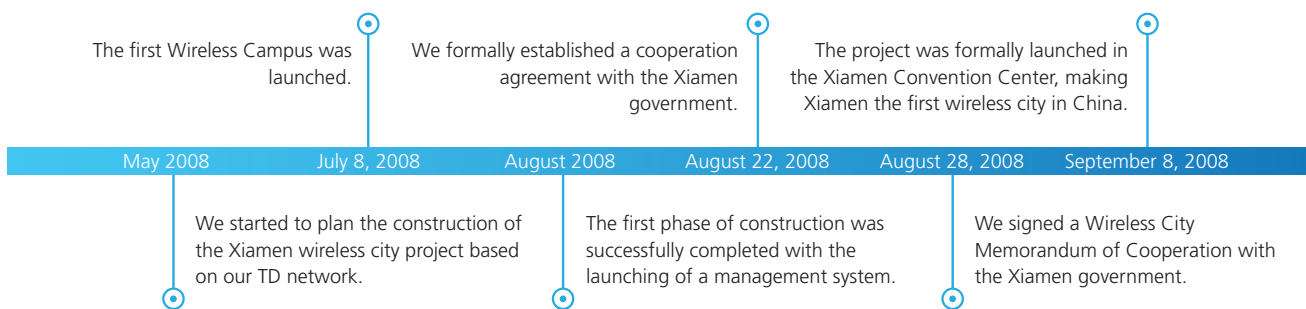 The first Wireless Campus was
launched.
We formally established a cooperation
agreement with the Xiamen
government.
The project was formally launched in
the Xiamen Convention Center, making
Xiamen the first wireless city in China.
May 2008
July 8, 2008
August 2008
August 22, 2008
August 28, 2008
September 8, 2008
We started to plan the construction of
the Xiamen wireless city project based
on our TD network.
The first phase of construction was
successfully completed with the
launching of a management system.
We signed a Wireless City
Memorandum of Cooperation with
the Xiamen government.